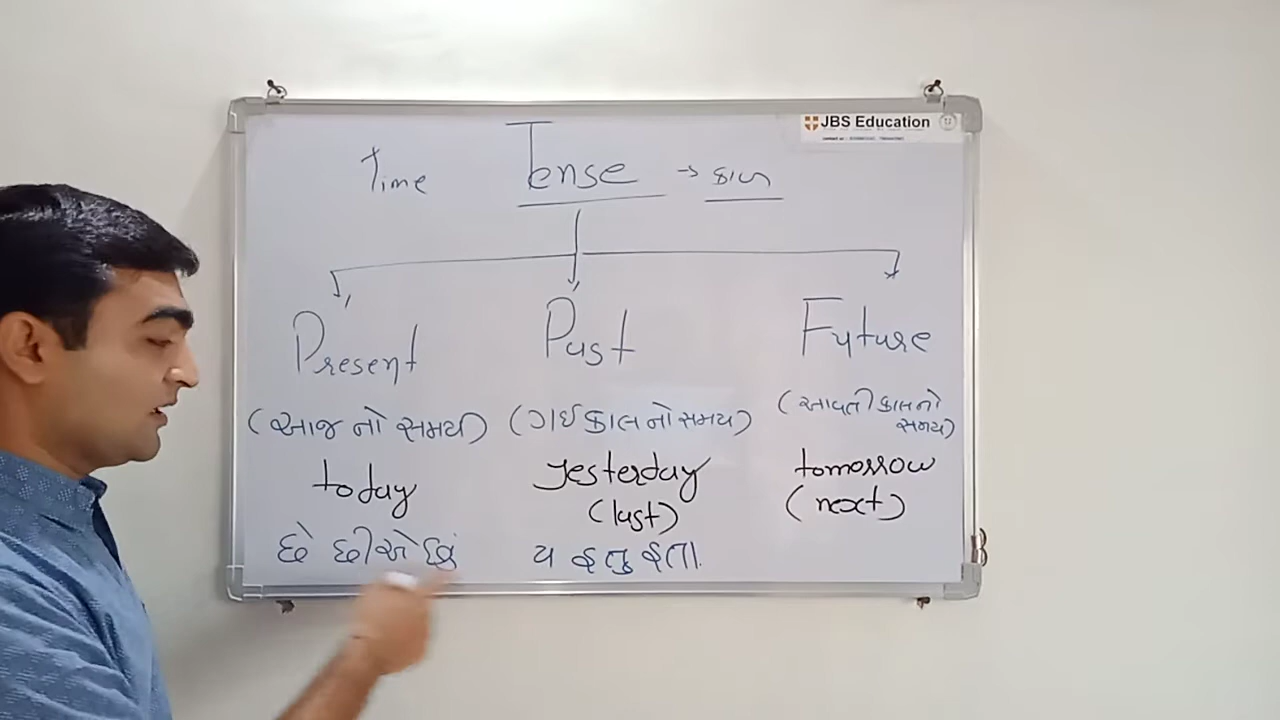 JBS Education
Time Tense → કાળ
Present Past Future
(આજ નો સમય) (ગઈકાલ નો સમય) (આવતીકાલનો સમય)
today yesterday tomorrow
(last) (next)
છે છીએ છું ય હતુ હતા.